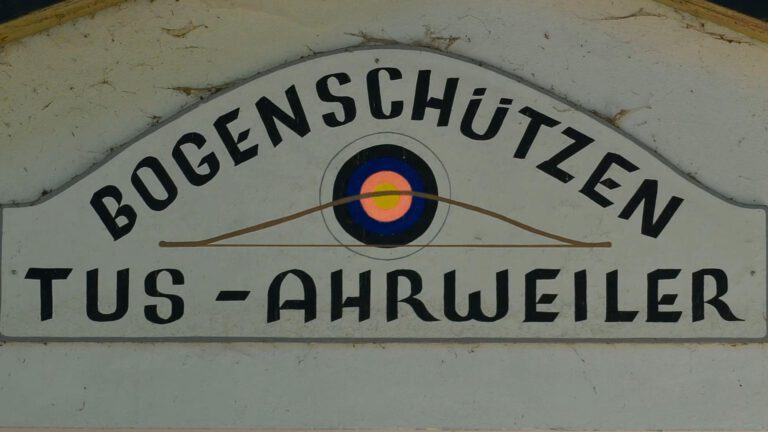 BOGENSCHÜTZEN
TUS - AHRWEILER